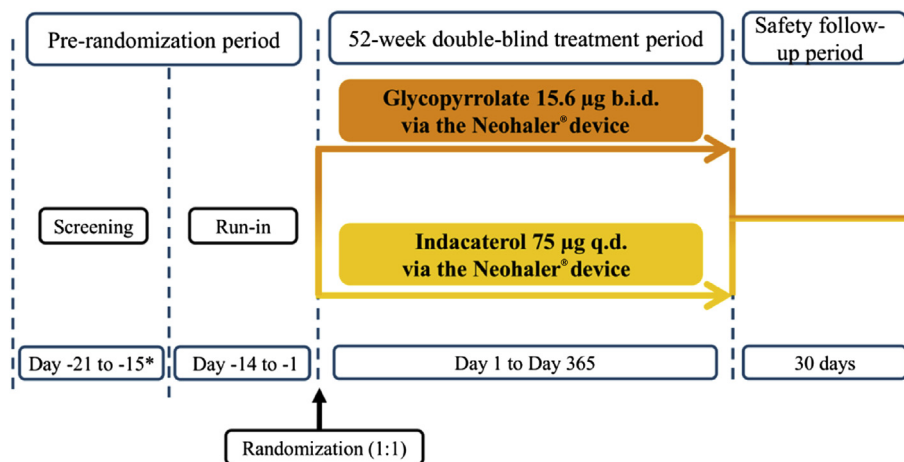 Pre-randomization period
52-week double-blind treatment period
Safety follow-
up period
Glycopyrrolate 15.6 µg b.i.d.
via the Neohaler® device
Screening
Run-in
Indacaterol 75 µg q.d.
via the Neohaler® device
Day -21 to -15*
Day -14 to -1
Day 1 to Day 365
30 days
Randomization (1:1)